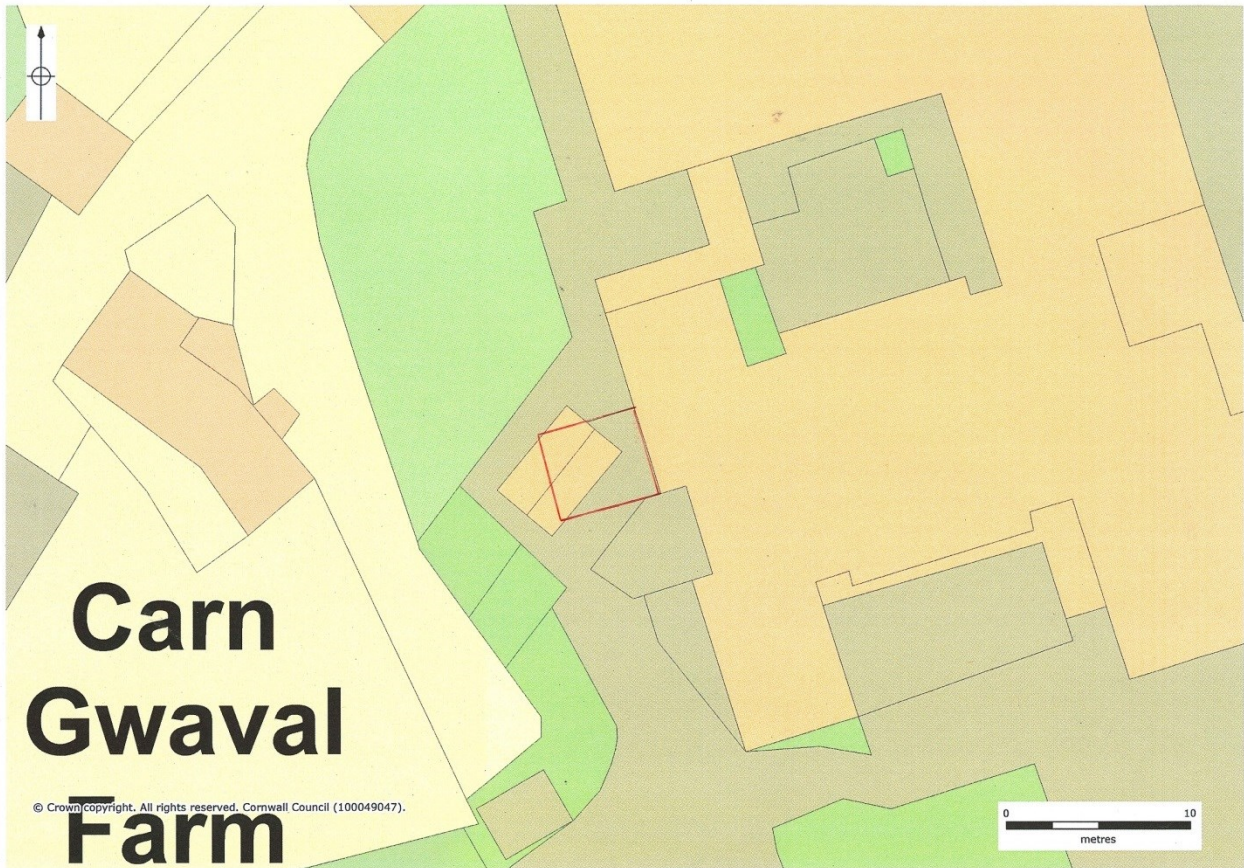 Carn
Gwaval
© Crown copyright. All rights reserved. Cornwall Council (100049047).
Farm
0 10
metres